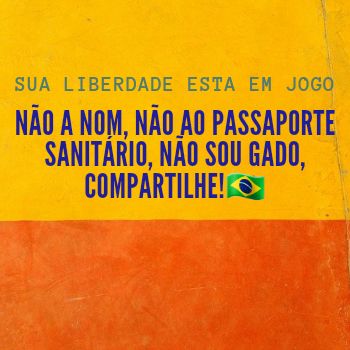 SUA LIBERDADE ESTA EM JOGO
NÃO A NOM, NÃO AO PASSAPORTE
SANITÁRIO, NÃO SOU GADO,
COMPARTILHE!🇧🇷